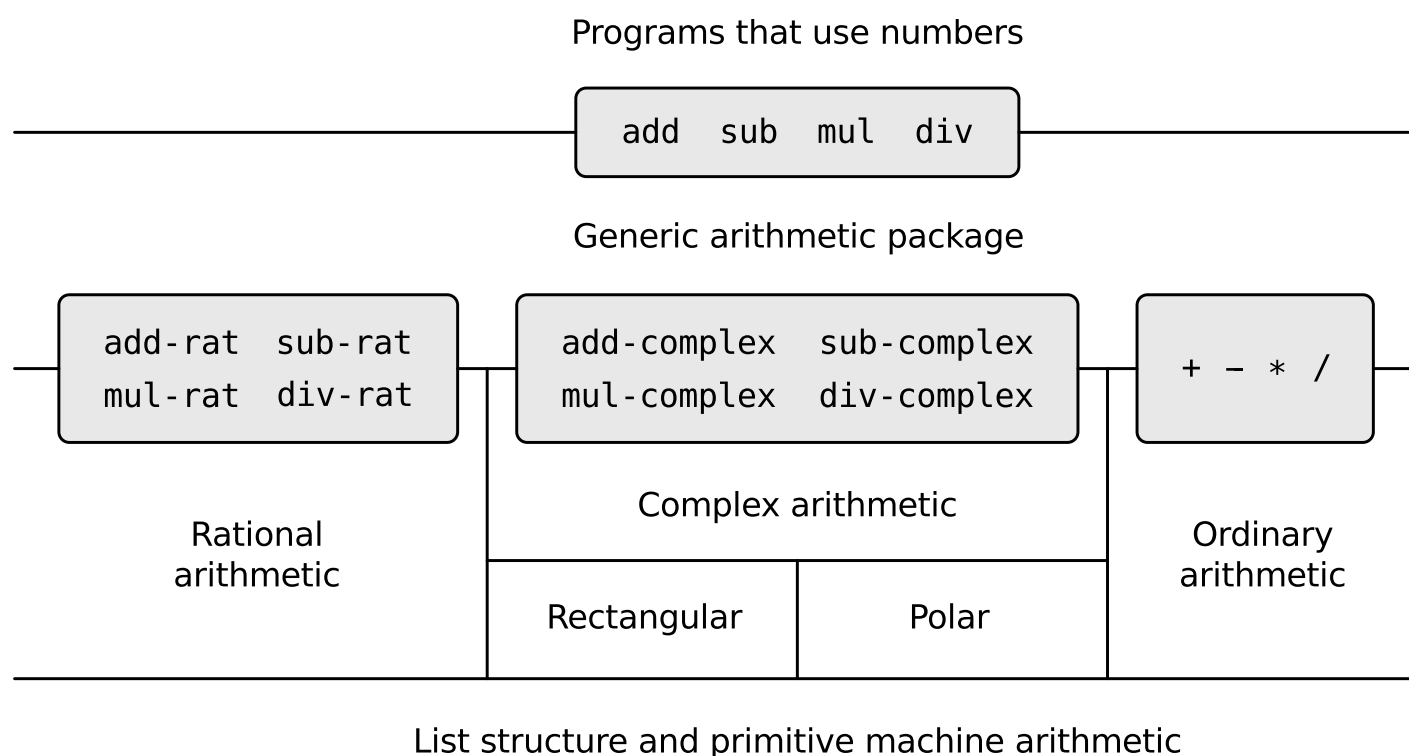 Programs that use numbers
add sub mul div
Generic arithmetic package
add-rat sub-rat
mul-rat div-rat
add-complex sub-complex
mul-complex div-complex
+ − * /
Rational
arithmetic
Complex arithmetic
Rectangular
Polar
Ordinary
arithmetic
List structure and primitive machine arithmetic